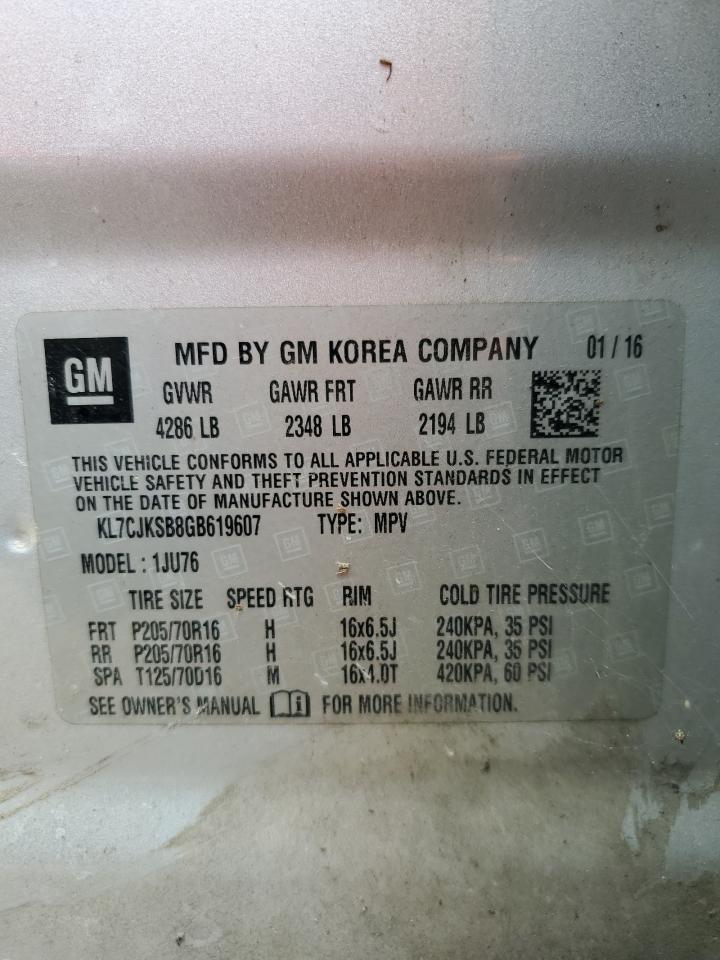 GM
MFD BY GM KOREA COMPANY 01 / 16
GVWR GAWR FRT GAWR RR
4286 LB 2348 LB 2194 LB
THIS VEHICLE CONFORMS TO ALL APPLICABLE U.S. FEDERAL MOTOR
VEHICLE SAFETY AND THEFT PREVENTION STANDARDS IN EFFECT
ON THE DATE OF MANUFACTURE SHOWN ABOVE.
KL7CJKSB8GB619607 TYPE: MPV
MODEL : 1JU76
TIRE SIZE SPEED RTG RIM COLD TIRE PRESSURE
FRT P205/70R16 H 16x6.5J 240KPA, 35 PSI
RR P205/70R16 H 16x6.5J 240KPA, 35 PSI
SPA T125/70D16 M 16x4.0T 420KPA, 60 PSI
SEE OWNER'S MANUAL i FOR MORE INFORMATION.